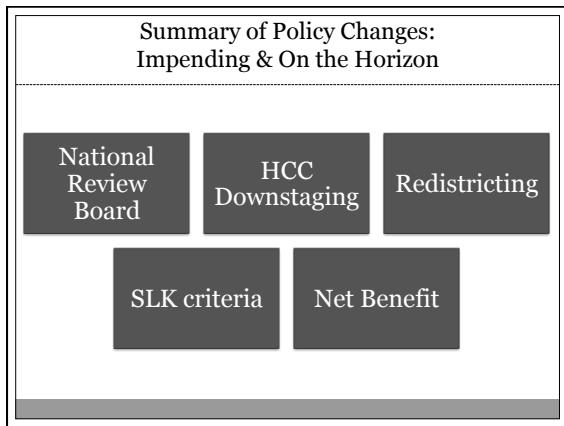 Summary of Policy Changes:
Impending & On the Horizon
National
Review
Board
HCC
Downstaging
Redistricting
SLK criteria
Net Benefit